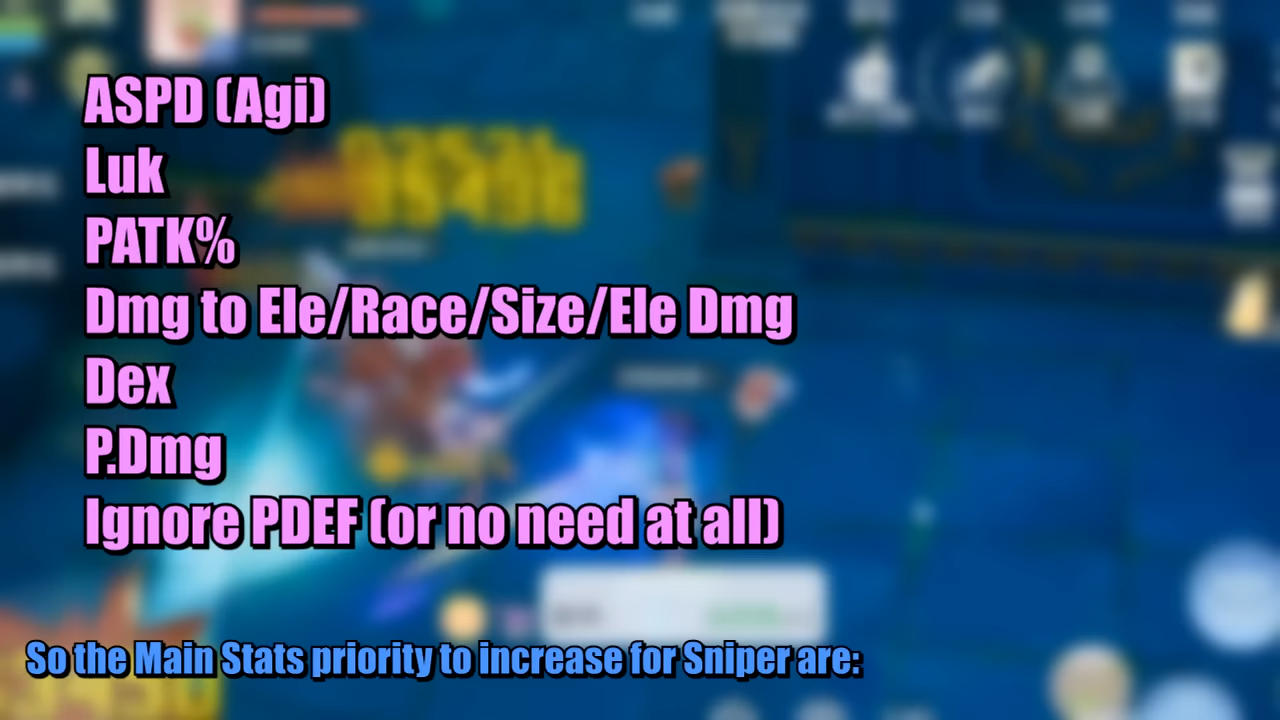 ASPD (Agi)
Luk
PATK%
Dmg to Ele/Race/Size/Ele Dmg
Dex
P.Dmg
Ignore PDEF (or no need at all)
So the Main Stats priority to increase for Sniper are: